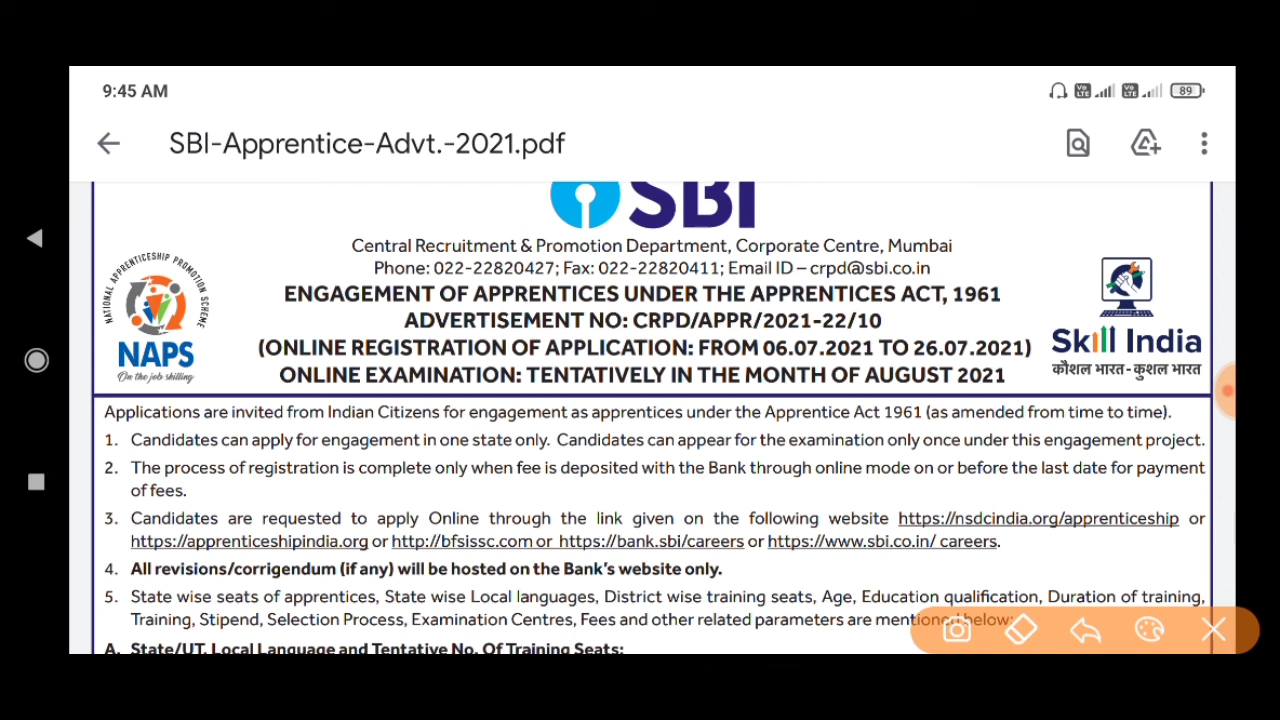 9:45 AM
Vo LTE Vo LTE 89
SBI-Apprentice-Advt.-2021.pdf
SBI
Central Recruitment & Promotion Department, Corporate Centre, Mumbai
Phone: 022-22820427; Fax: 022-22820411; Email ID – crpd@sbi.co.in
ENGAGEMENT OF APPRENTICES UNDER THE APPRENTICES ACT, 1961
ADVERTISEMENT NO: CRPD/APPR/2021-22/10
(ONLINE REGISTRATION OF APPLICATION: FROM 06.07.2021 TO 26.07.2021)
ONLINE EXAMINATION: TENTATIVELY IN THE MONTH OF AUGUST 2021
NATIONAL APPRENTICESHIP PROMOTION SCHEME
NAPS
On the job skilling
Skill India
कौशल भारत - कुशल भारत
Applications are invited from Indian Citizens for engagement as apprentices under the Apprentice Act 1961 (as amended from time to time).
1. Candidates can apply for engagement in one state only. Candidates can appear for the examination only once under this engagement project.
2. The process of registration is complete only when fee is deposited with the Bank through online mode on or before the last date for payment
of fees.
3. Candidates are requested to apply Online through the link given on the following website https://nsdcindia.org/apprenticeship or
https://apprenticeshipindia.org or http://bfsissc.com or https://bank.sbi/careers or https://www.sbi.co.in/ careers.
4. All revisions/corrigendum (if any) will be hosted on the Bank's website only.
5. State wise seats of apprentices, State wise Local languages, District wise training seats, Age, Education qualification, Duration of training,
Training, Stipend, Selection Process, Examination Centres, Fees and other related parameters are mentioned below:
A. State/UT, Local Language and Tentative No. Of Training Seats: